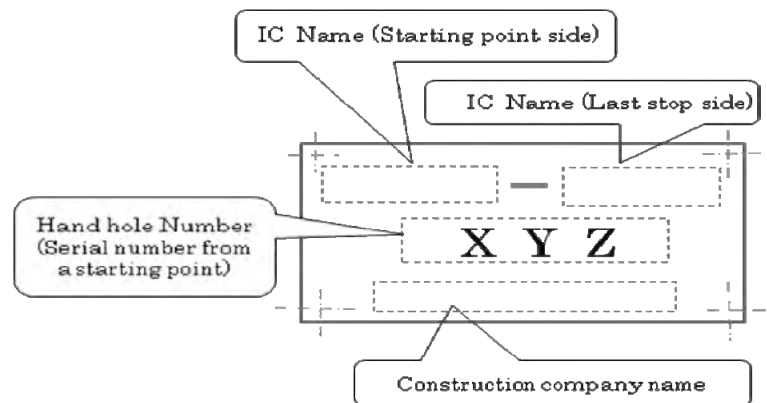 IC Name (Starting point side)
IC Name (Last stop side)
Hand hole Number
(Serial number from
a starting point)
X Y Z
Construction company name